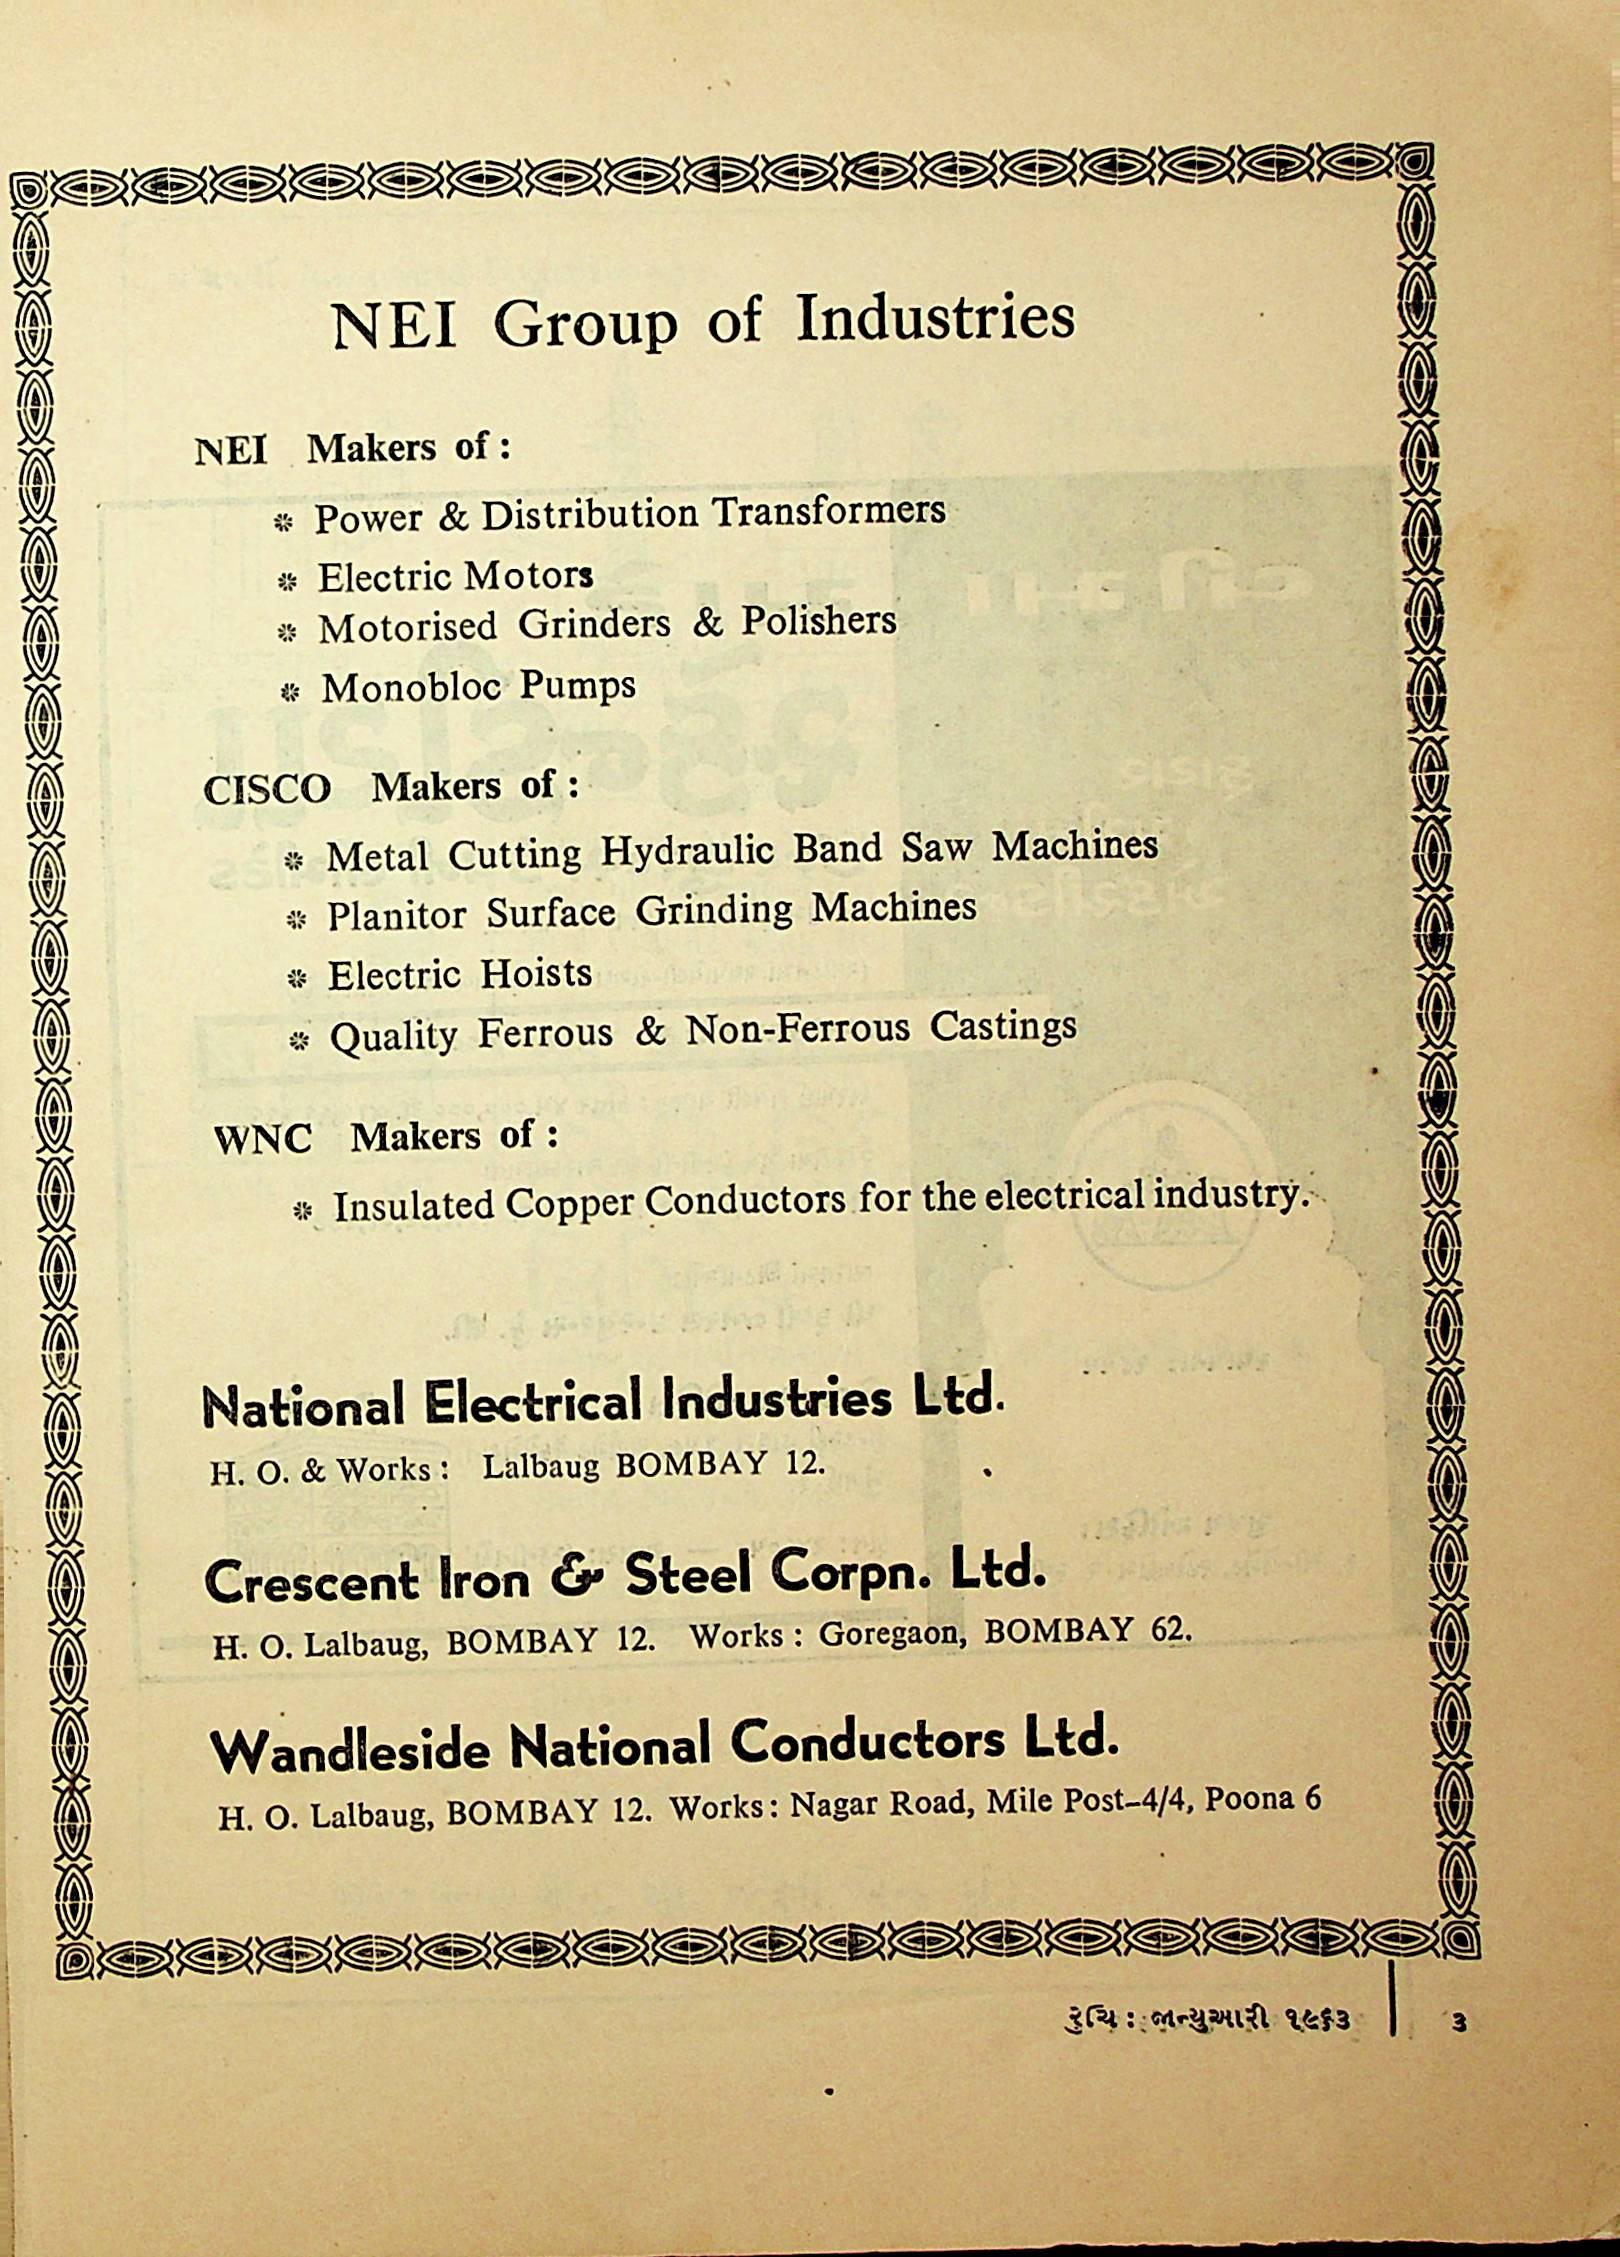 NEI Group of Industries
NEI Makers of :
* Power & Distribution Transformers
* Electric Motors
* Motorised Grinders & Polishers
* Monobloc Pumps
CISCO Makers of :
* Metal Cutting Hydraulic Band Saw Machines
* Planitor Surface Grinding Machines
* Electric Hoists
* Quality Ferrous & Non-Ferrous Castings
WNC Makers of :
* Insulated Copper Conductors for the electrical industry.
National Electrical Industries Ltd.
H. O. & Works : Lalbaug BOMBAY 12.
Crescent Iron & Steel Corpn. Ltd.
H. O. Lalbaug, BOMBAY 12. Works : Goregaon, BOMBAY 62.
Wandleside National Conductors Ltd.
H. O. Lalbaug, BOMBAY 12. Works : Nagar Road, Mile Post-4/4, Poona 6
રુચિ : જાન્યુઆરી ૧૯૬૩ | ૩